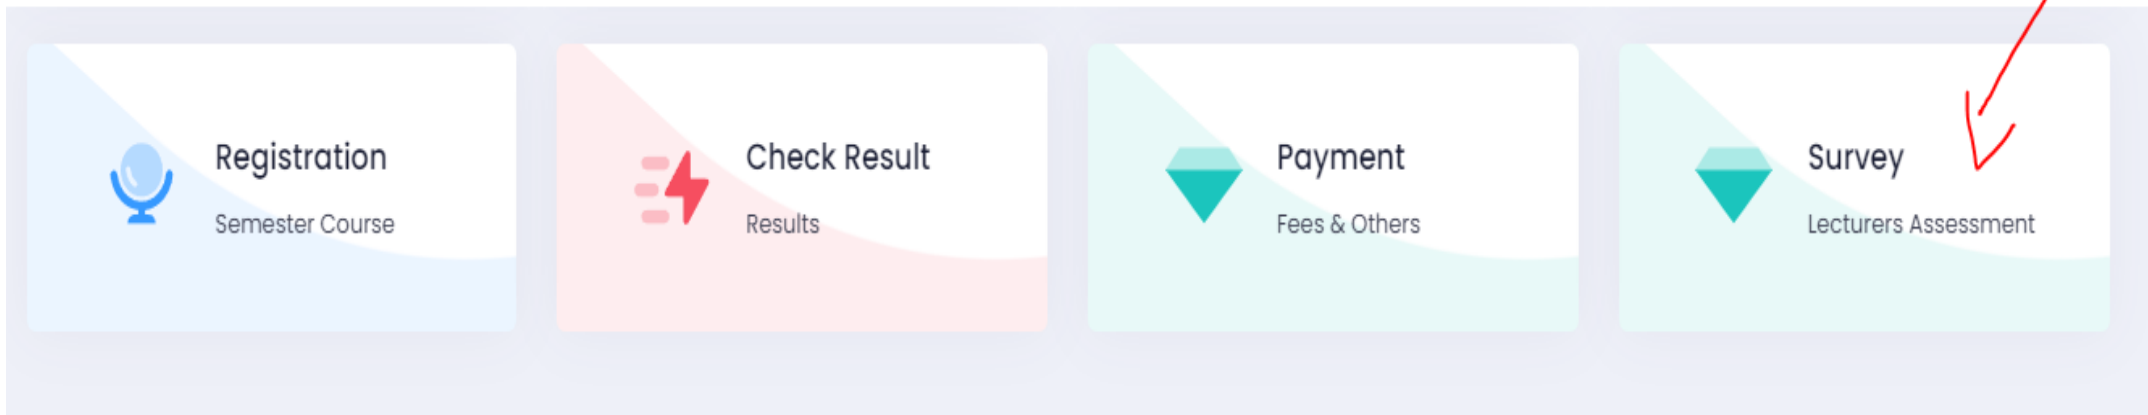 Registration
Semester Course
Check Result
Results
Payment
Fees & Others
Survey
Lecturers Assessment